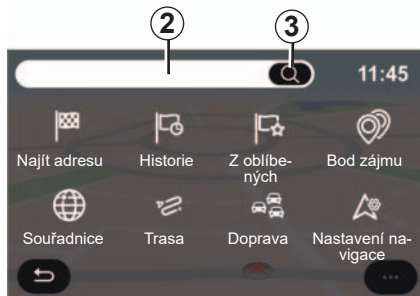 2 3
11:45
Najít adresu Historie Z oblíbe-
ných Bod zájmu
Souřadnice Trasa Doprava Nastavení na-
vigace